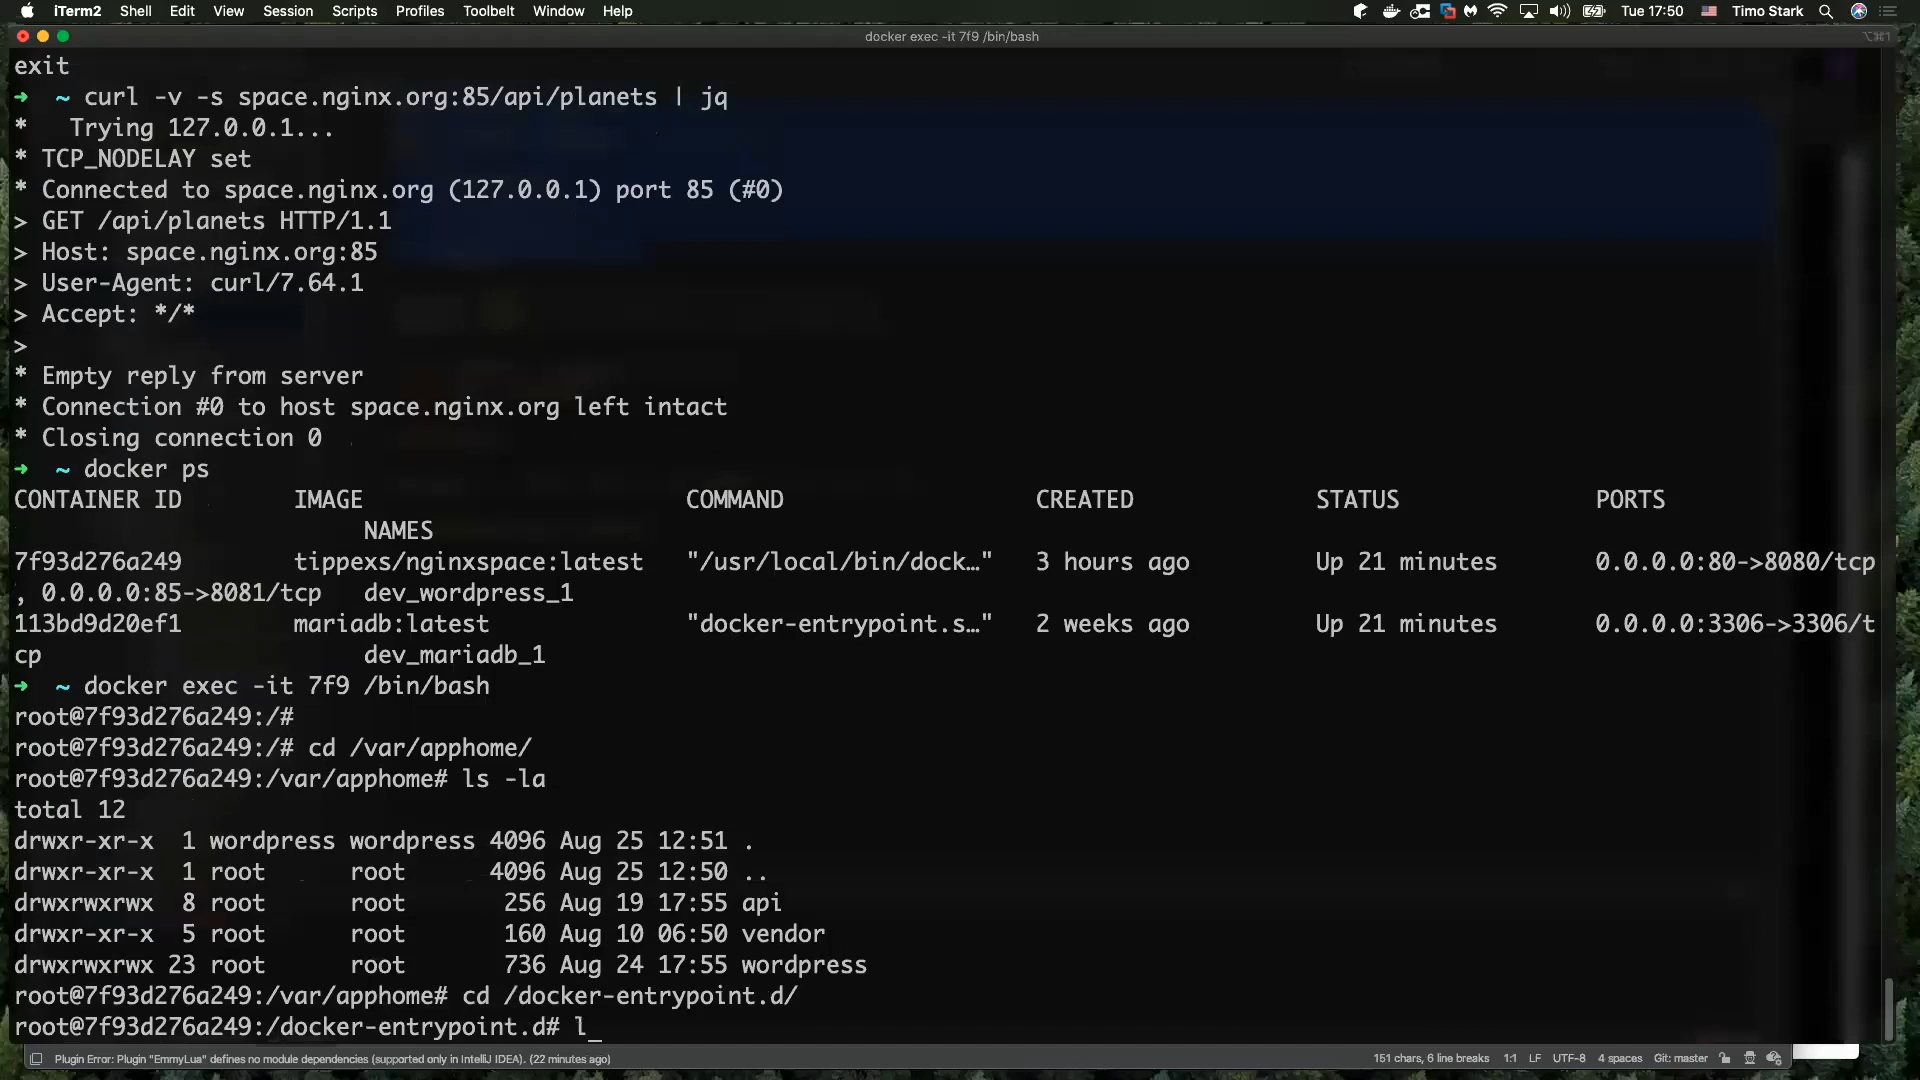 iTerm2 Shell Edit View Session Scripts Profiles Toolbelt Window Help Tue 17:50 Timo Stark
docker exec -it 7f9 /bin/bash ⌥⌘1
exit
➜ ~ curl -v -s space.nginx.org:85/api/planets | jq
*   Trying 127.0.0.1...
* TCP_NODELAY set
* Connected to space.nginx.org (127.0.0.1) port 85 (#0)
> GET /api/planets HTTP/1.1
> Host: space.nginx.org:85
> User-Agent: curl/7.64.1
> Accept: */*
>
* Empty reply from server
* Connection #0 to host space.nginx.org left intact
* Closing connection 0
➜ ~ docker ps
CONTAINER ID        IMAGE                       COMMAND                  CREATED             STATUS              PORTS
NAMES
7f93d276a249        tippexs/nginxspace:latest   "/usr/local/bin/dock…"   3 hours ago         Up 21 minutes       0.0.0.0:80->8080/tcp
, 0.0.0.0:85->8081/tcp   dev_wordpress_1
113bd9d20ef1        mariadb:latest              "docker-entrypoint.s…"   2 weeks ago         Up 21 minutes       0.0.0.0:3306->3306/t
cp                       dev_mariadb_1
➜ ~ docker exec -it 7f9 /bin/bash
root@7f93d276a249:/#
root@7f93d276a249:/# cd /var/apphome/
root@7f93d276a249:/var/apphome# ls -la
total 12
drwxr-xr-x  1 wordpress wordpress 4096 Aug 25 12:51 .
drwxr-xr-x  1 root      root      4096 Aug 25 12:50 ..
drwxrwxrwx  8 root      root       256 Aug 19 17:55 api
drwxr-xr-x  5 root      root       160 Aug 10 06:50 vendor
drwxrwxrwx 23 root      root       736 Aug 24 17:55 wordpress
root@7f93d276a249:/var/apphome# cd /docker-entrypoint.d/
root@7f93d276a249:/docker-entrypoint.d# l
Plugin Error: Plugin "EmmyLua" defines no module dependencies (supported only in IntelliJ IDEA). (22 minutes ago) 151 chars, 6 line breaks 1:1 LF UTF-8 4 spaces Git: master